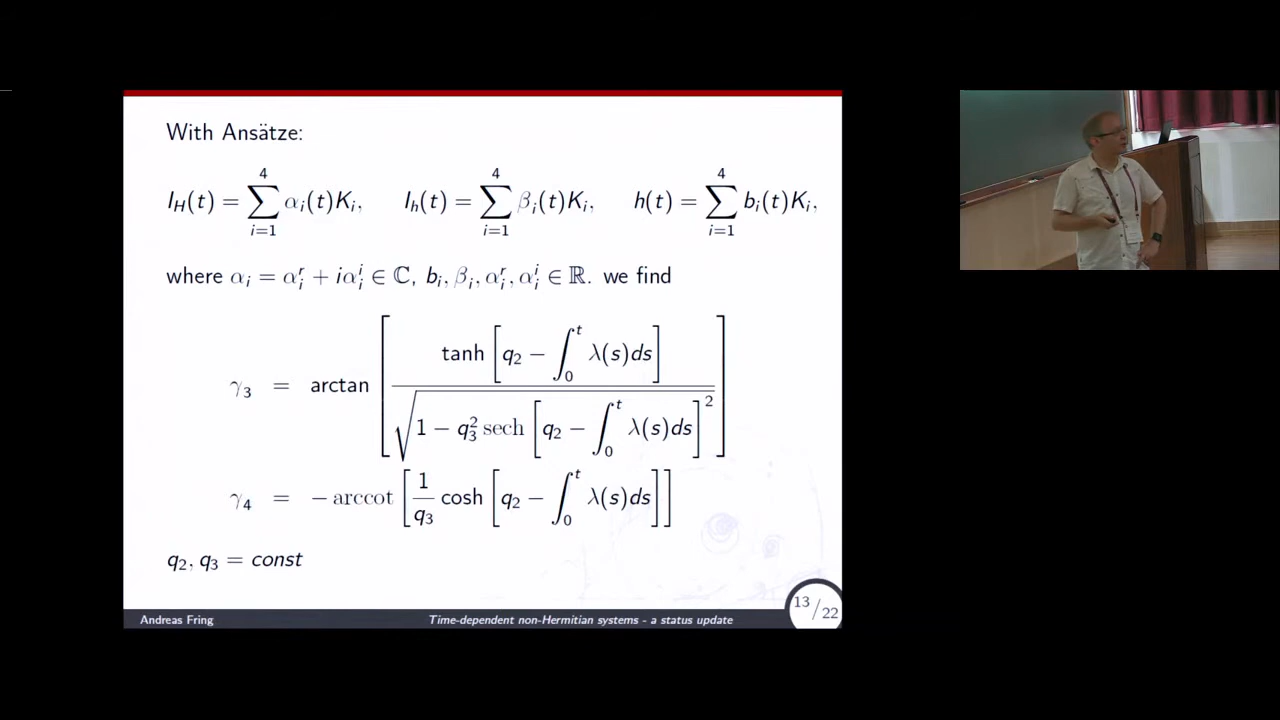 With Ansätze:
I_H(t) = ∑_{i=1}^{4} α_i(t)K_i, I_h(t) = ∑_{i=1}^{4} β_i(t)K_i, h(t) = ∑_{i=1}^{4} b_i(t)K_i,
where α_i = α_i^r + iα_i^i ∈ ℂ, b_i, β_i, α_i^r, α_i^i ∈ ℝ. we find
γ_3 = arctan [ tanh [q_2 − ∫_0^t λ(s)ds] / √(1 − q_3^2 sech [q_2 − ∫_0^t λ(s)ds]^2) ]
γ_4 = − arccot [ (1/q_3) cosh [q_2 − ∫_0^t λ(s)ds] ]
q_2, q_3 = const
Andreas Fring Time-dependent non-Hermitian systems - a status update 13/22